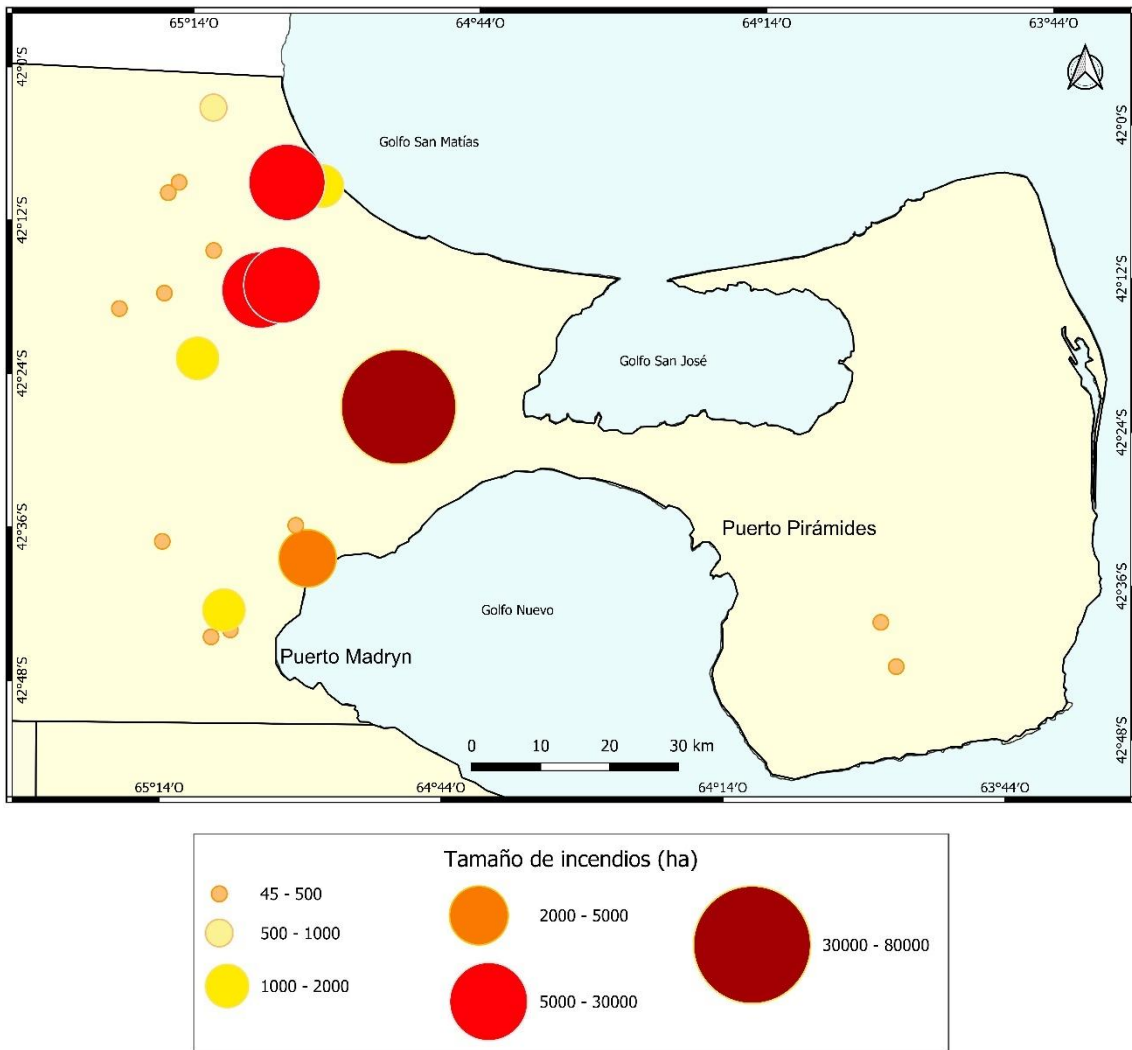 65°14'O 64°44'O 64°14'O 63°44'O
42°0'S
42°0'S
Golfo San Matías
42°12'S
42°12'S
Golfo San José
42°24'S
42°24'S
42°36'S
Puerto Pirámides
42°36'S
Golfo Nuevo
Puerto Madryn
42°48'S
42°48'S
0 10 20 30 km
65°14'O 64°44'O 64°14'O 63°44'O
Tamaño de incendios (ha)
45 - 500
500 - 1000
1000 - 2000
2000 - 5000
5000 - 30000
30000 - 80000